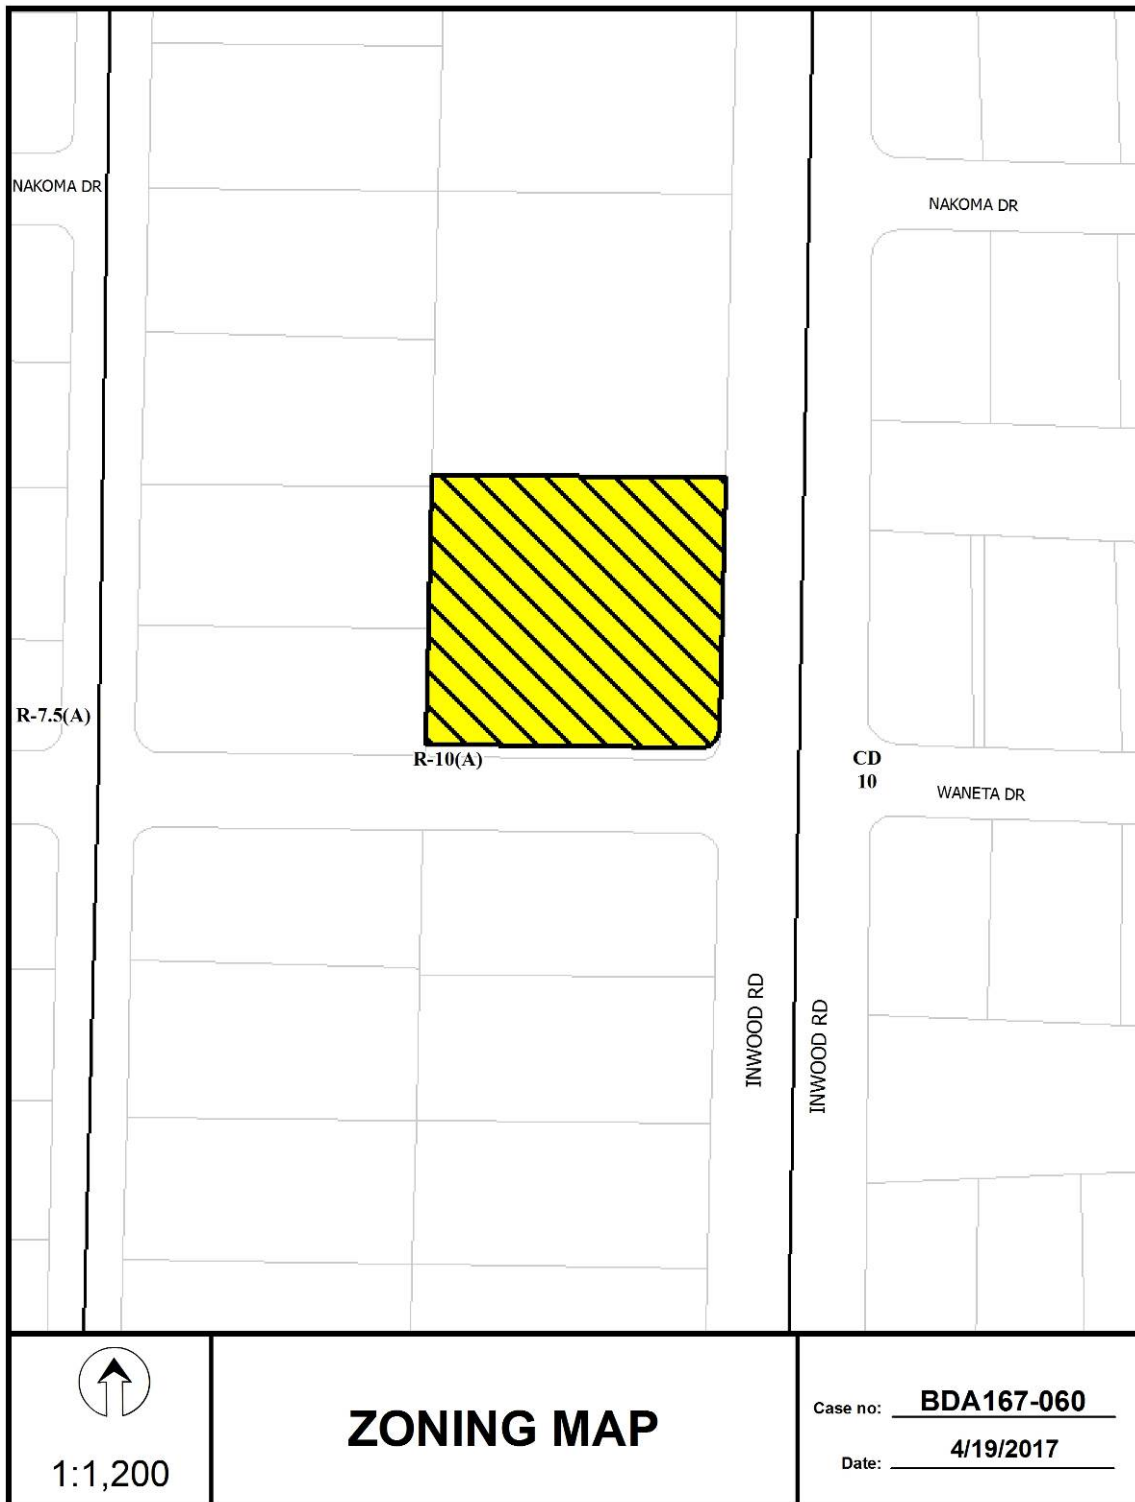 NAKOMA DR
NAKOMA DR
R-7.5(A)
R-10(A)
CD
10
WANETA DR
INWOOD RD
INWOOD RD
1:1,200
ZONING MAP
Case no: BDA167-060
Date: 4/19/2017